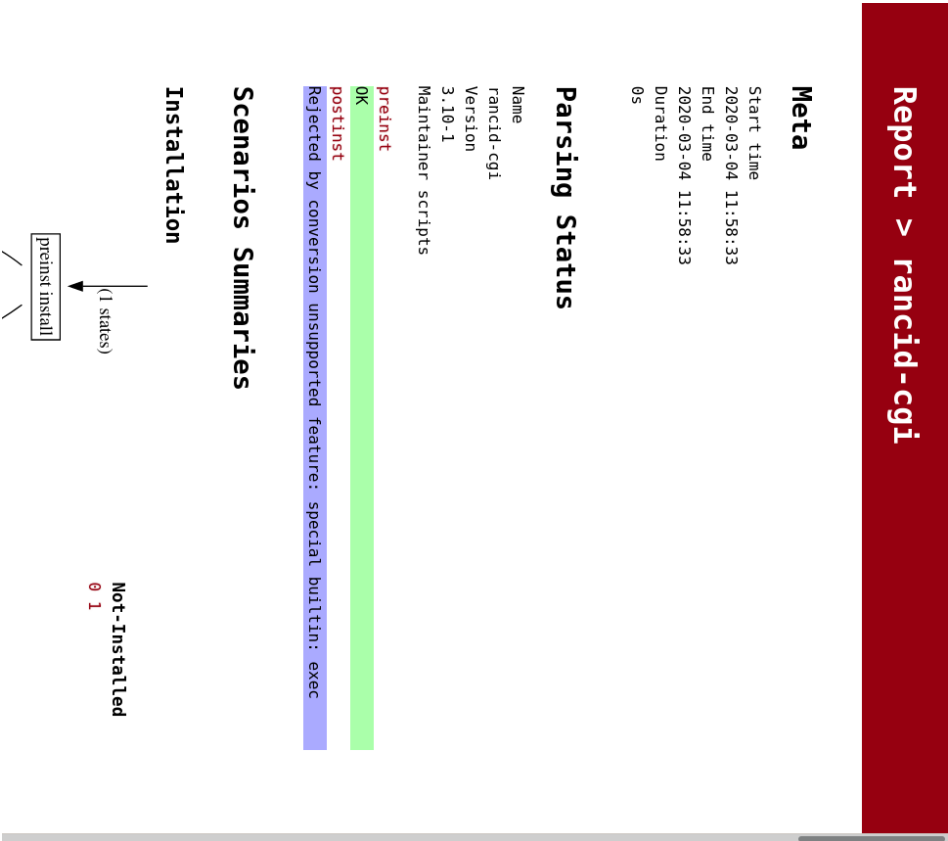 Report > rancid-cgi
Meta
Start time
2020-03-04 11:58:33
End time
2020-03-04 11:58:33
Duration
0s
Parsing Status
Name
rancid-cgi
Version
3.10-1
Maintainer scripts
preinst
OK
postinst
Rejected by conversion unsupported feature: special builtin: exec
Scenarios Summaries
Installation
(1 states)
preinst install
Not-Installed
0 1